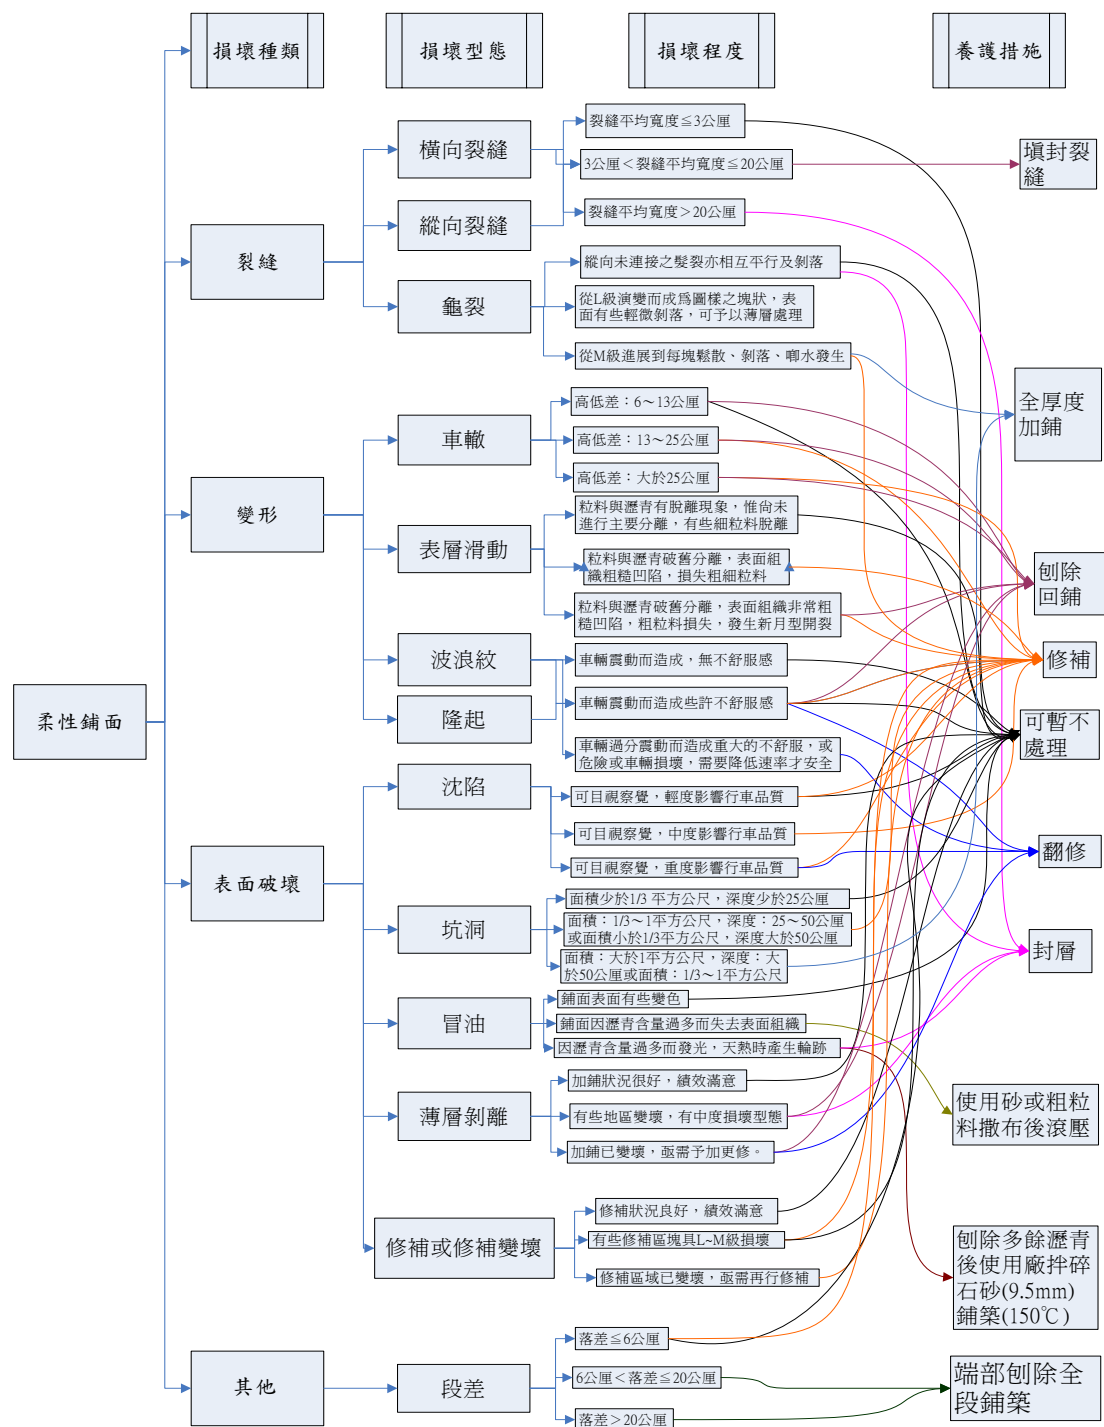 損壞種類
損壞型態
損壞程度
養護措施
柔性鋪面
裂縫
橫向裂縫
縱向裂縫
裂縫平均寬度≦3公厘
3公厘＜裂縫平均寬度≦20公厘
裂縫平均寬度＞20公厘
龜裂
縱向未連接之髮裂亦相互平行及剝落
從L級演變而成為圖樣之塊狀，表
面有些輕微剝落，可予以薄層處理
從M級進展到每塊鬆散、剝落、唧水發生
變形
車轍
高低差：6～13公厘
高低差：13～25公厘
高低差：大於25公厘
表層滑動
粒料與瀝青有脫離現象，惟尚未
進行主要分離，有些細粒料脫離
粒料與瀝青破舊分離，表面組
織粗糙凹陷，損失粗細粒料
粒料與瀝青破舊分離，表面組織非常粗
糙凹陷，粗粒料損失，發生新月型開裂
波浪紋
隆起
車輛震動而造成，無不舒服感
車輛震動而造成些許不舒服感
車輛過分震動而造成重大的不舒服，或
危險或車輛損壞，需要降低速率才安全
表面破壞
沈陷
可目視察覺，輕度影響行車品質
可目視察覺，中度影響行車品質
可目視察覺，重度影響行車品質
坑洞
面積少於1/3 平方公尺，深度少於25公厘
面積：1/3～1平方公尺，深度：25～50公厘
或面積小於1/3平方公尺，深度大於50公厘
面積：大於1平方公尺，深度：大
於50公厘或面積：1/3～1平方公尺
冒油
鋪面表面有些變色
鋪面因瀝青含量過多而失去表面組織
因瀝青含量過多而發光，天熱時產生輪跡
薄層剝離
加鋪狀況很好，績效滿意
有些地區變壞，有中度損壞型態
加鋪已變壞，亟需予加更修。
修補或修補變壞
修補狀況良好，績效滿意
有些修補區塊具L~M級損壞
修補區域已變壞，亟需再行修補
其他
段差
落差≦6公厘
6公厘＜落差≦20公厘
落差＞20公厘
填封裂
縫
全厚度
加鋪
刨除
回鋪
修補
可暫不
處理
翻修
封層
使用砂或粗粒
料撒布後滾壓
刨除多餘瀝青
後使用廠拌碎
石砂(9.5mm)
鋪築(150℃)
端部刨除全
段鋪築